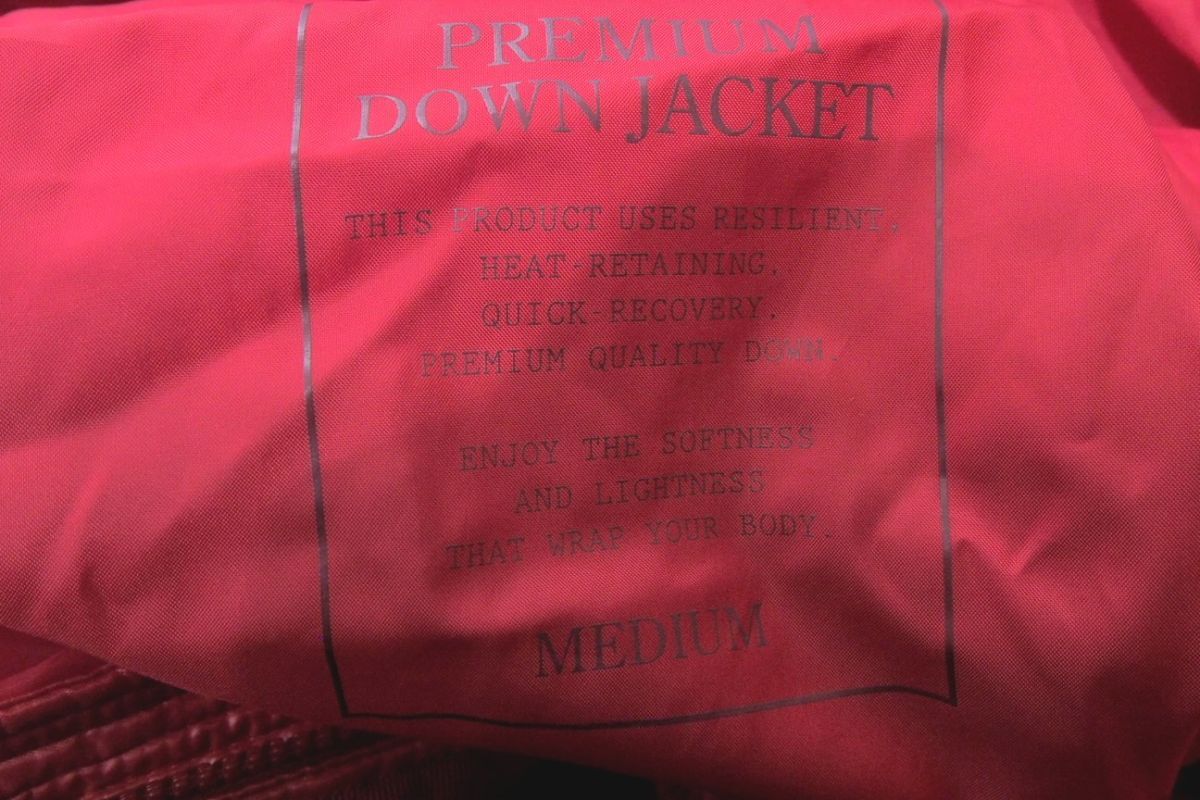 PREMIUM
DOWN JACKET
THIS PRODUCT USES RESILIENT,
HEAT-RETAINING,
QUICK-RECOVERY,
PREMIUM QUALITY DOWN.
ENJOY THE SOFTNESS
AND LIGHTNESS
THAT WRAP YOUR BODY.
MEDIUM